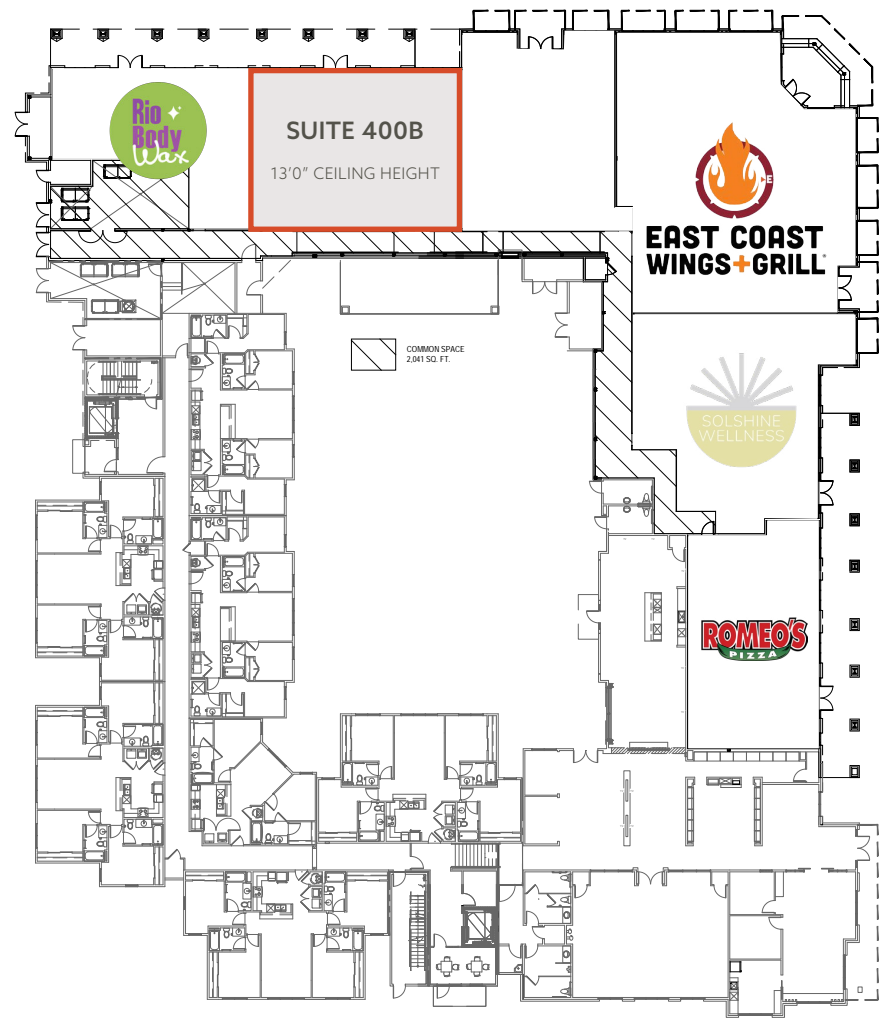 Rio
Body
Wax
SUITE 400B
13’0” CEILING HEIGHT
E
EAST COAST
WINGS+GRILL®
COMMON SPACE
2,041 SQ. FT.
SOLSHINE
WELLNESS
ROMEO'S
PIZZA